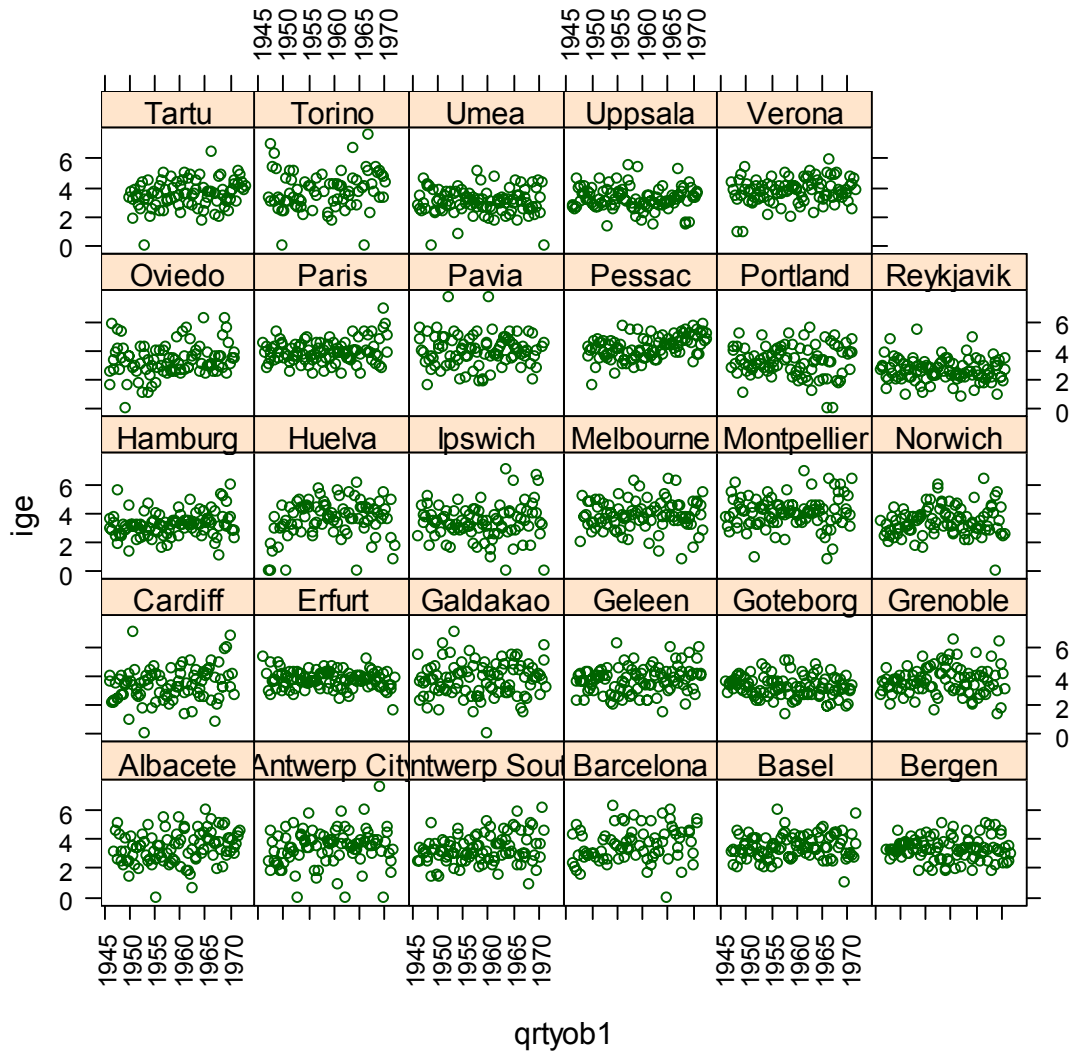 1945 1950 1955 1960 1965 1970 1945 1950 1955 1960 1965 1970
Tartu Torino Umea Uppsala Verona
6
4
2
0
Oviedo Paris Pavia Pessac Portland Reykjavik
6
4
2
0
Hamburg Huelva Ipswich Melbourne Montpellier Norwich
6
4
2
0
Cardiff Erfurt Galdakao Geleen Goteborg Grenoble
6
4
2
0
Albacete Antwerp City ntwerp Sout Barcelona Basel Bergen
6
4
2
0
1945 1950 1955 1960 1965 1970 1945 1950 1955 1960 1965 1970 1945 1950 1955 1960 1965 1970
ige
qrtyob1